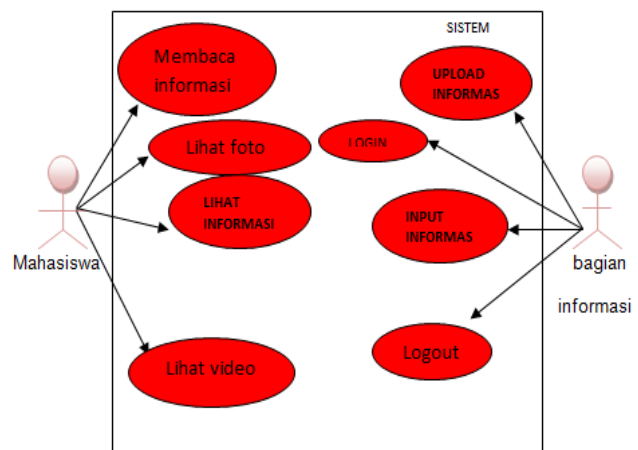 SISTEM
Membaca
informasi
UPLOAD
INFORMAS
Lihat foto
LOGIN
LIHAT
INFORMASI
INPUT
INFORMAS
Mahasiswa
bagian
informasi
Lihat video
Logout